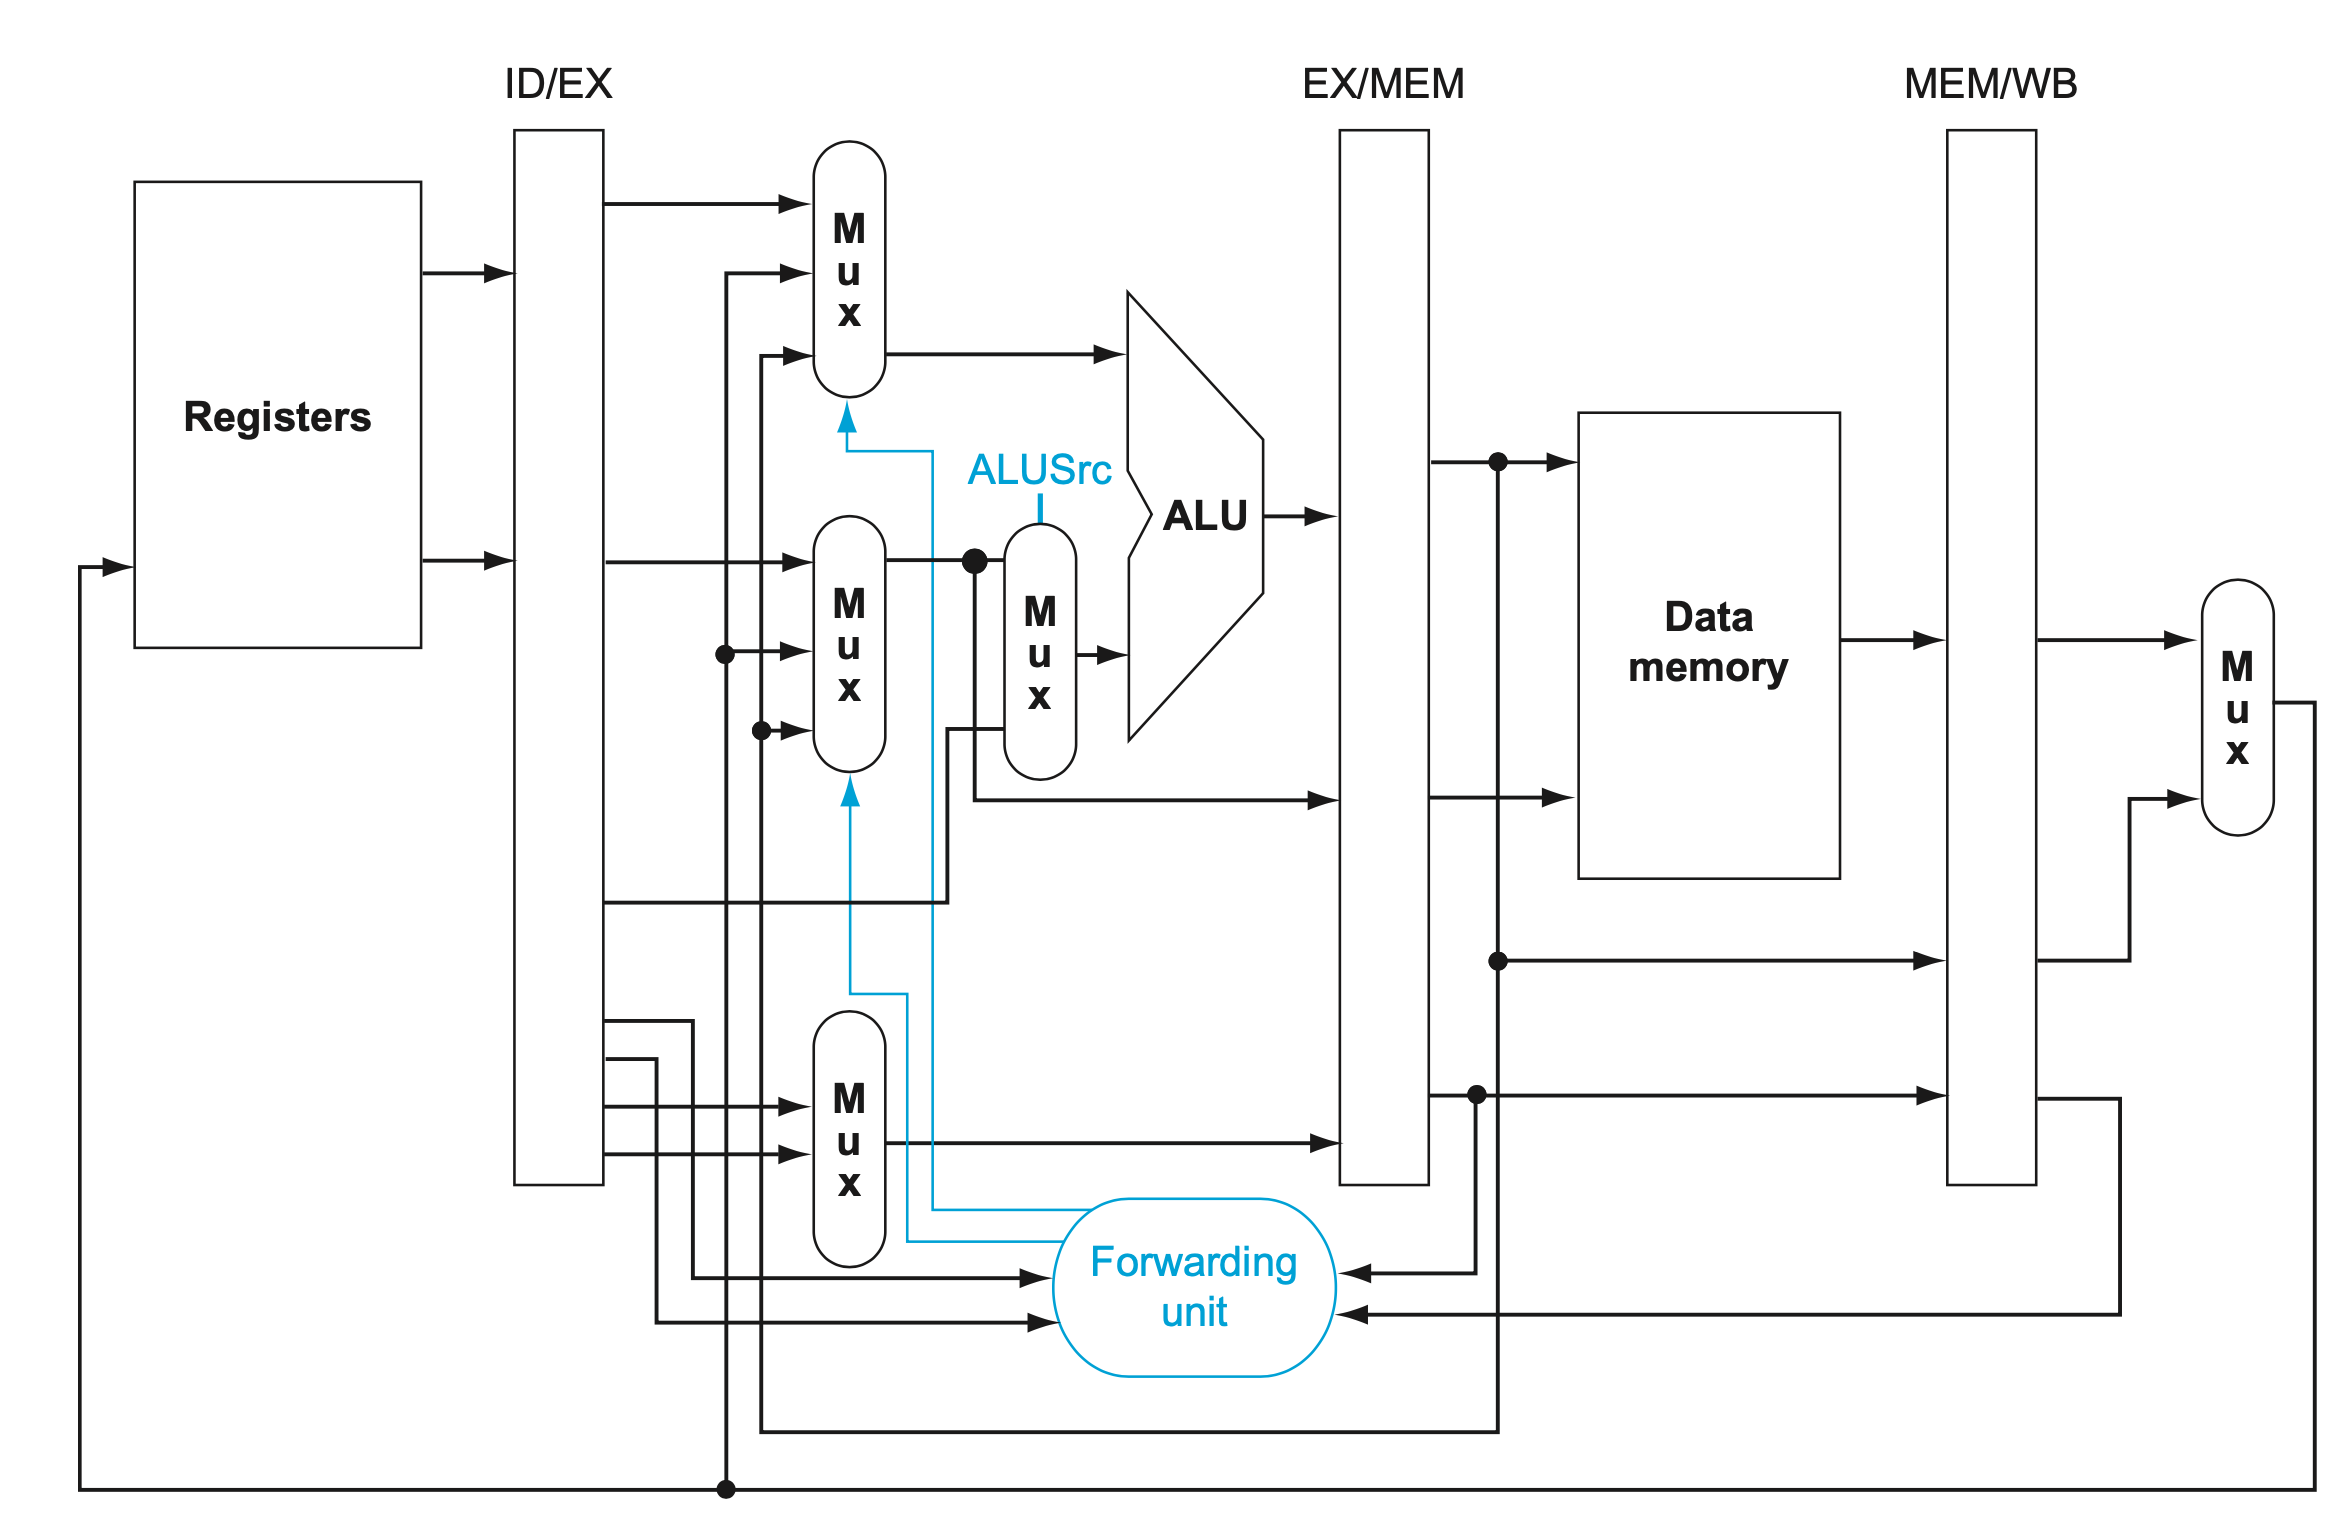 ID/EX
EX/MEM
MEM/WB
Registers
M
u
x
ALUSrc
M
u
x
M
u
x
ALU
Data
memory
M
u
x
M
u
x
Forwarding
unit